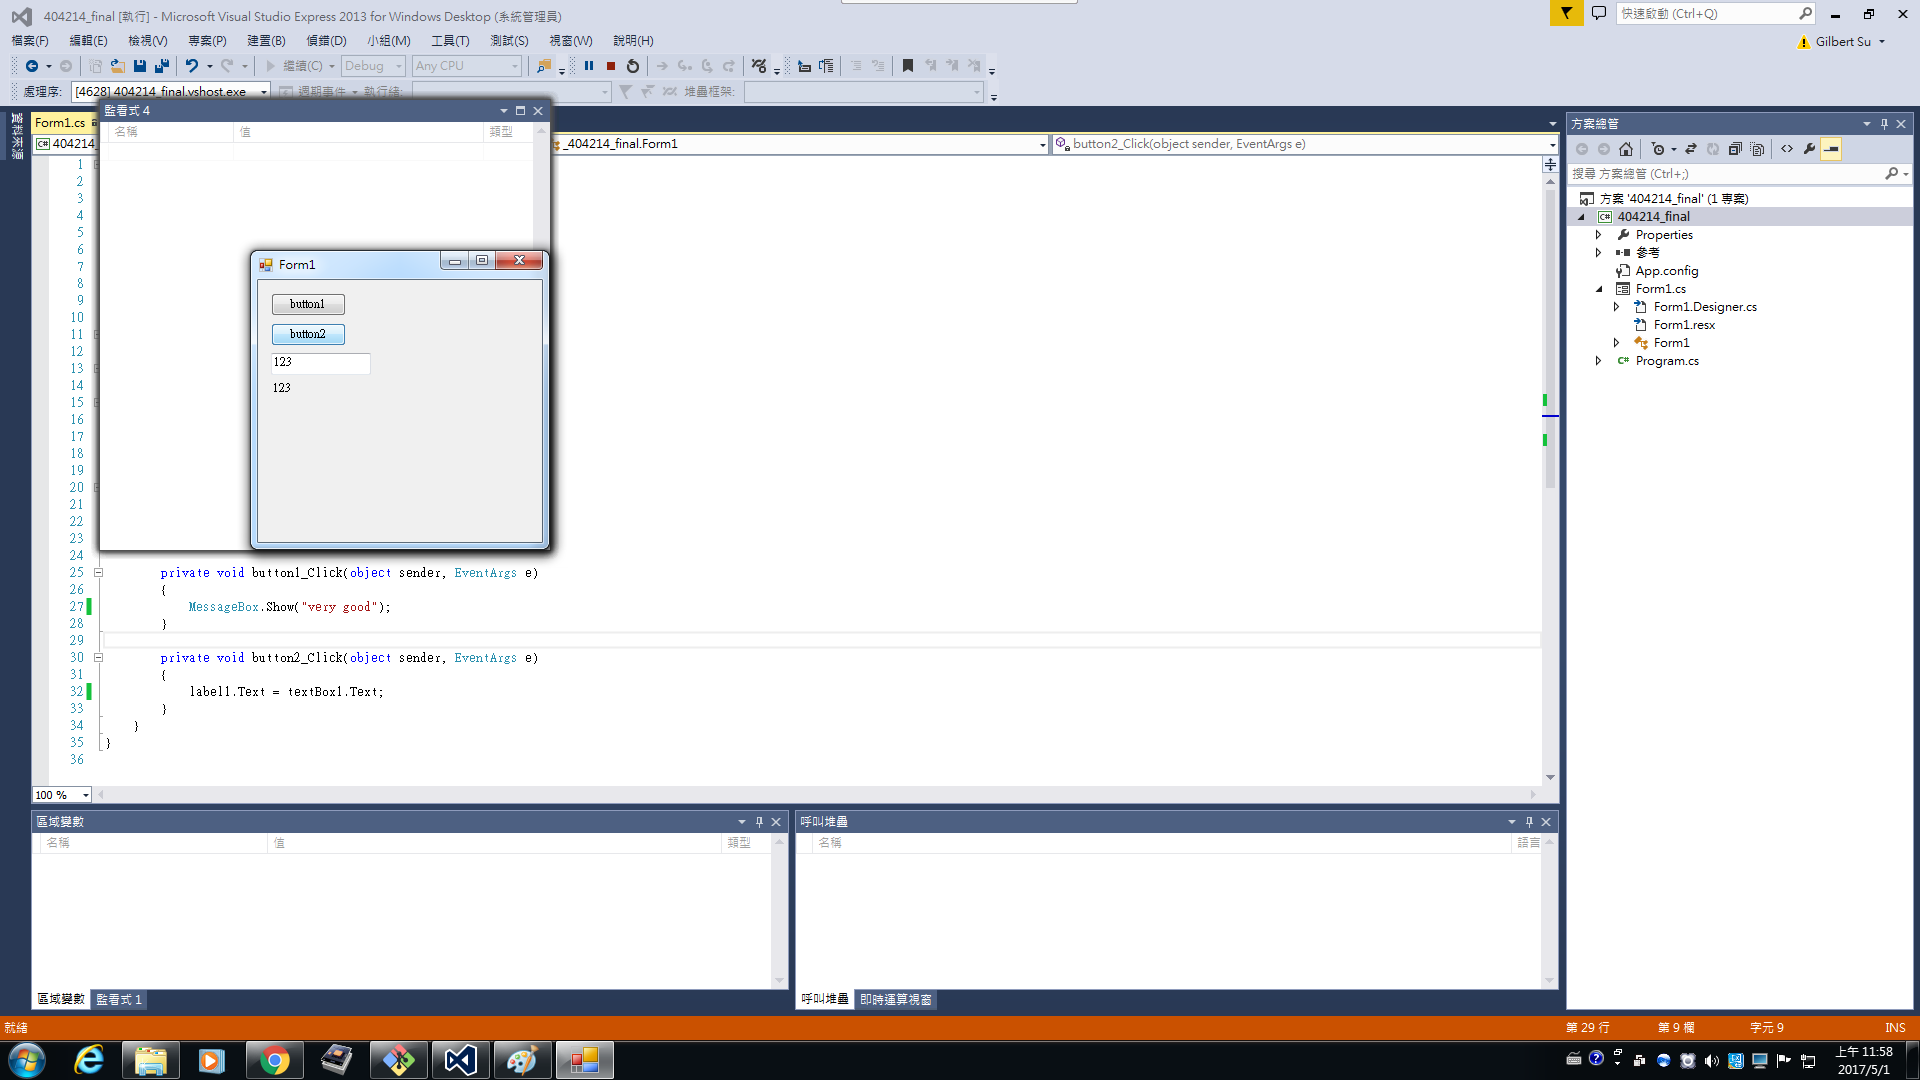 404214_final [執行] - Microsoft Visual Studio Express 2013 for Windows Desktop (系統管理員)
快速啟動 (Ctrl+Q)
檔案(F) 編輯(E) 檢視(V) 專案(P) 建置(B) 偵錯(D) 小組(M) 工具(T) 測試(S) 視窗(W) 說明(H)
Gilbert Su
繼續(C) Debug Any CPU
處理序: [4628] 404214_final.vshost.exe 週期事件 執行緒: 堆疊框架:
資料來源
Form1.cs
監看式 4
名稱 值 類型
404214_
_404214_final.Form1
button2_Click(object sender, EventArgs e)
1
2
3
4
5
6
7
8
9
10
11
12
13
14
15
16
17
18
19
20
21
22
23
24
Form1
button1
button2
123
123
25 private void button1_Click(object sender, EventArgs e)
26 {
27 MessageBox.Show("very good");
28 }
29
30 private void button2_Click(object sender, EventArgs e)
31 {
32 label1.Text = textBox1.Text;
33 }
34 }
35 }
36
100 %
方案總管
搜尋 方案總管 (Ctrl+;)
方案 '404214_final' (1 專案)
C# 404214_final
Properties
參考
App.config
Form1.cs
Form1.Designer.cs
Form1.resx
Form1
C# Program.cs
區域變數
名稱 值 類型
區域變數 監看式 1
呼叫堆疊
名稱 語言
呼叫堆疊 即時運算視窗
就緒
第 29 行 第 9 欄 字元 9 INS
上午 11:58
2017/5/1